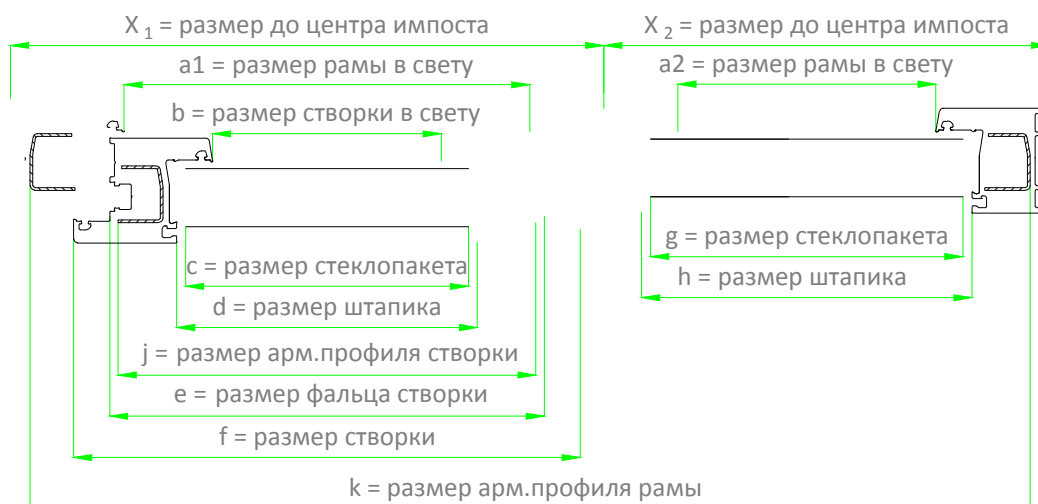 X 1 = размер до центра импоста
X 2 = размер до центра импоста
a1 = размер рамы в свету
a2 = размер рамы в свету
b = размер створки в свету
c = размер стеклопакета
g = размер стеклопакета
d = размер штапика
h = размер штапика
j = размер арм.профиля створки
e = размер фальца створки
f = размер створки
k = размер арм.профиля рамы